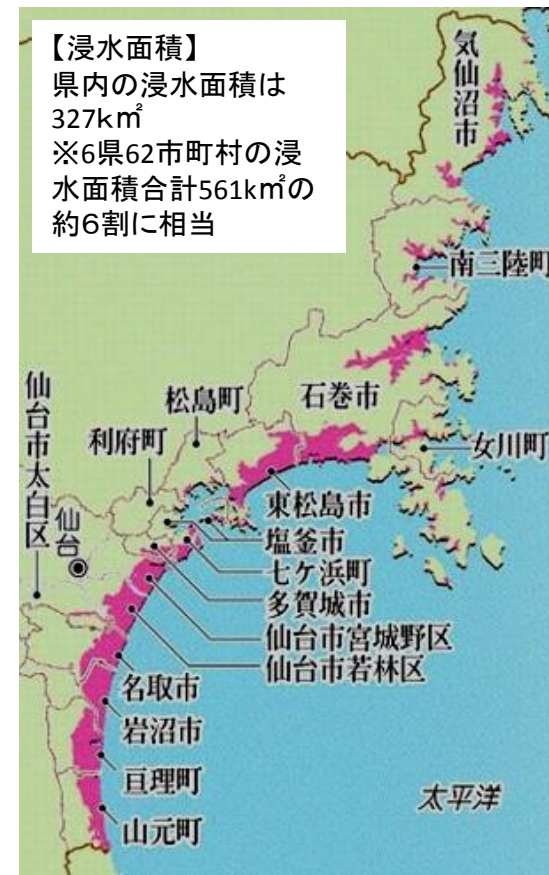 【浸水面積】
県内の浸水面積は
327k㎡
※6県62市町村の浸
水面積合計561k㎡の
約6割に相当
気仙沼市
南三陸町
石巻市
松島町
利府町
女川町
仙台市太白区
仙台
東松島市
塩釜市
七ケ浜町
多賀城市
仙台市宮城野区
仙台市若林区
名取市
岩沼市
亘理町
山元町
太平洋